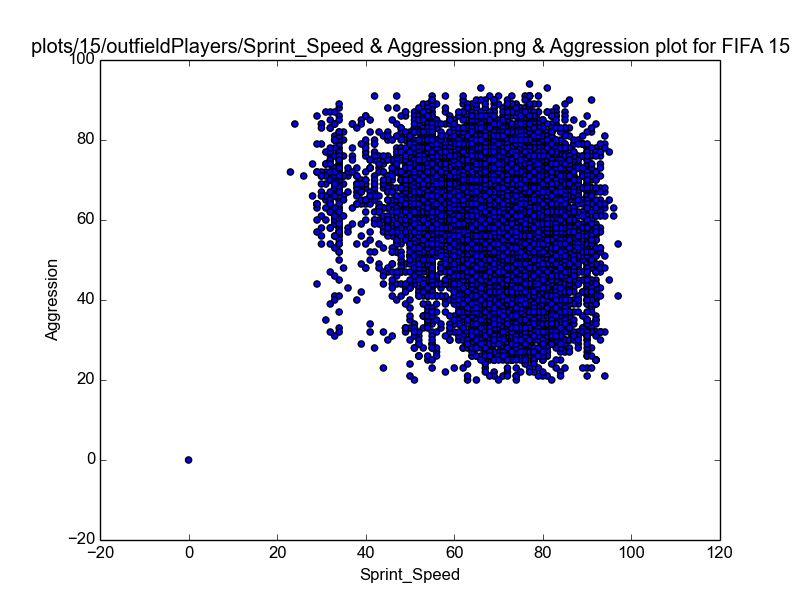 plots/15/outfieldPlayers/Sprint_Speed & Aggression.png & Aggression plot for FIFA 15
100
80
60
40
20
0
−20
Aggression
−20 0 20 40 60 80 100 120
Sprint_Speed